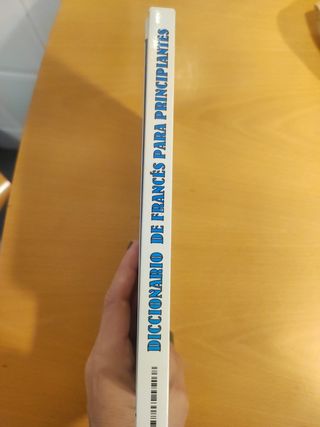 DICCIONARIO DE FRANCÉS PARA PRINCIPIANTES